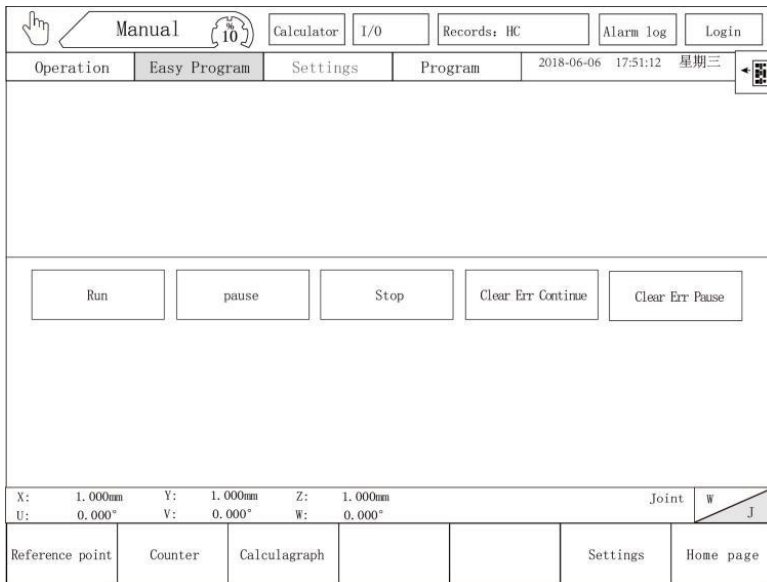 Manual % 10 Calculator I/O Records: HC Alarm log Login
Operation Easy Program Settings Program 2018-06-06 17:51:12 星期三
Run pause Stop Clear Err Continue Clear Err Pause
X: 1.000mm Y: 1.000mm Z: 1.000mm Joint W
U: 0.000° V: 0.000° W: 0.000° J
Reference point Counter Calculagraph Settings Home page